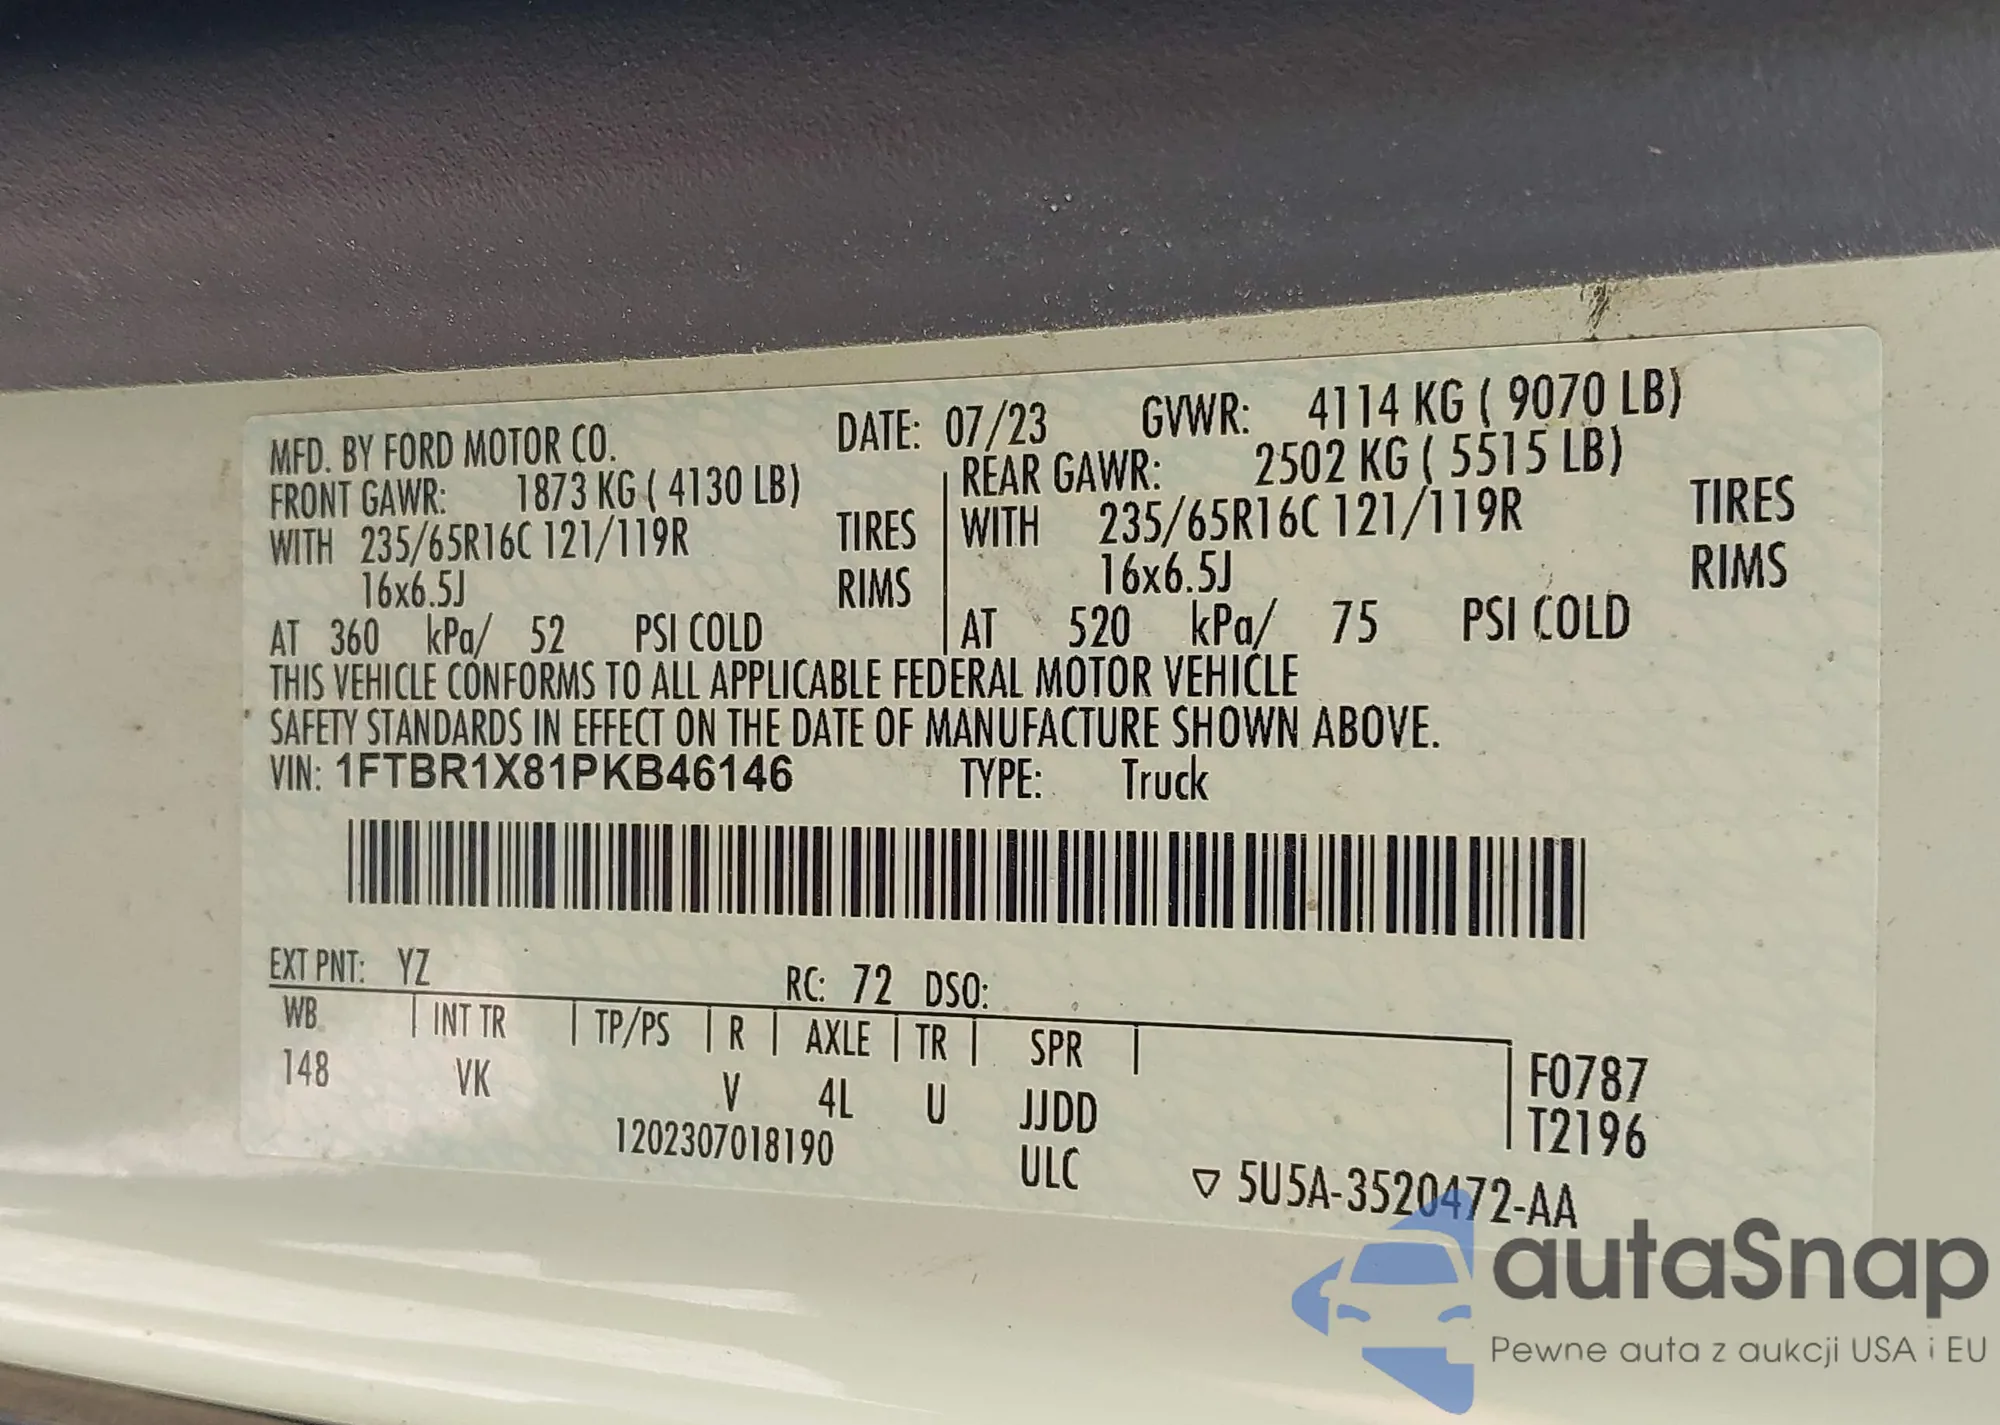 MFD. BY FORD MOTOR CO. DATE: 07/23 GVWR: 4114 KG ( 9070 LB)
FRONT GAWR: 1873 KG ( 4130 LB) REAR GAWR: 2502 KG ( 5515 LB)
WITH 235/65R16C 121/119R TIRES WITH 235/65R16C 121/119R TIRES
16x6.5J RIMS 16x6.5J RIMS
AT 360 kPa/ 52 PSI COLD AT 520 kPa/ 75 PSI COLD
THIS VEHICLE CONFORMS TO ALL APPLICABLE FEDERAL MOTOR VEHICLE
SAFETY STANDARDS IN EFFECT ON THE DATE OF MANUFACTURE SHOWN ABOVE.
VIN: 1FTBR1X81PKB46146 TYPE: Truck
EXT PNT: YZ RC: 72 DSO:
WB INT TR TP/PS R AXLE TR SPR
148 VK V 4L U JJDD F0787
1202307018190 ULC T2196
▽ 5U5A-3520472-AA
autaSnap
Pewne auta z aukcji USA i EU